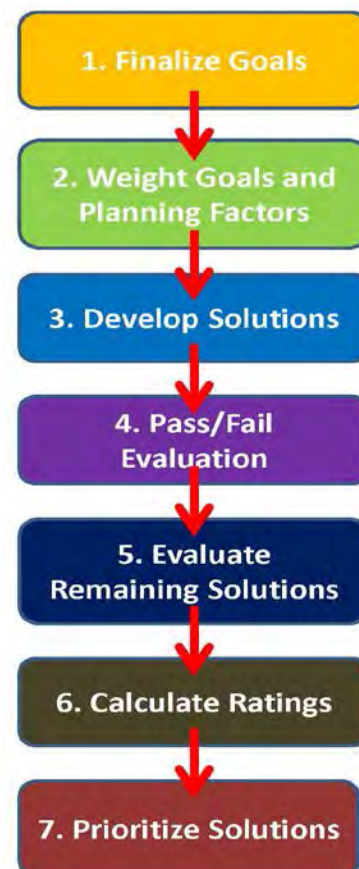 1. Finalize Goals
2. Weight Goals and
Planning Factors
3. Develop Solutions
4. Pass/Fail
Evaluation
5. Evaluate
Remaining Solutions
6. Calculate Ratings
7. Prioritize Solutions